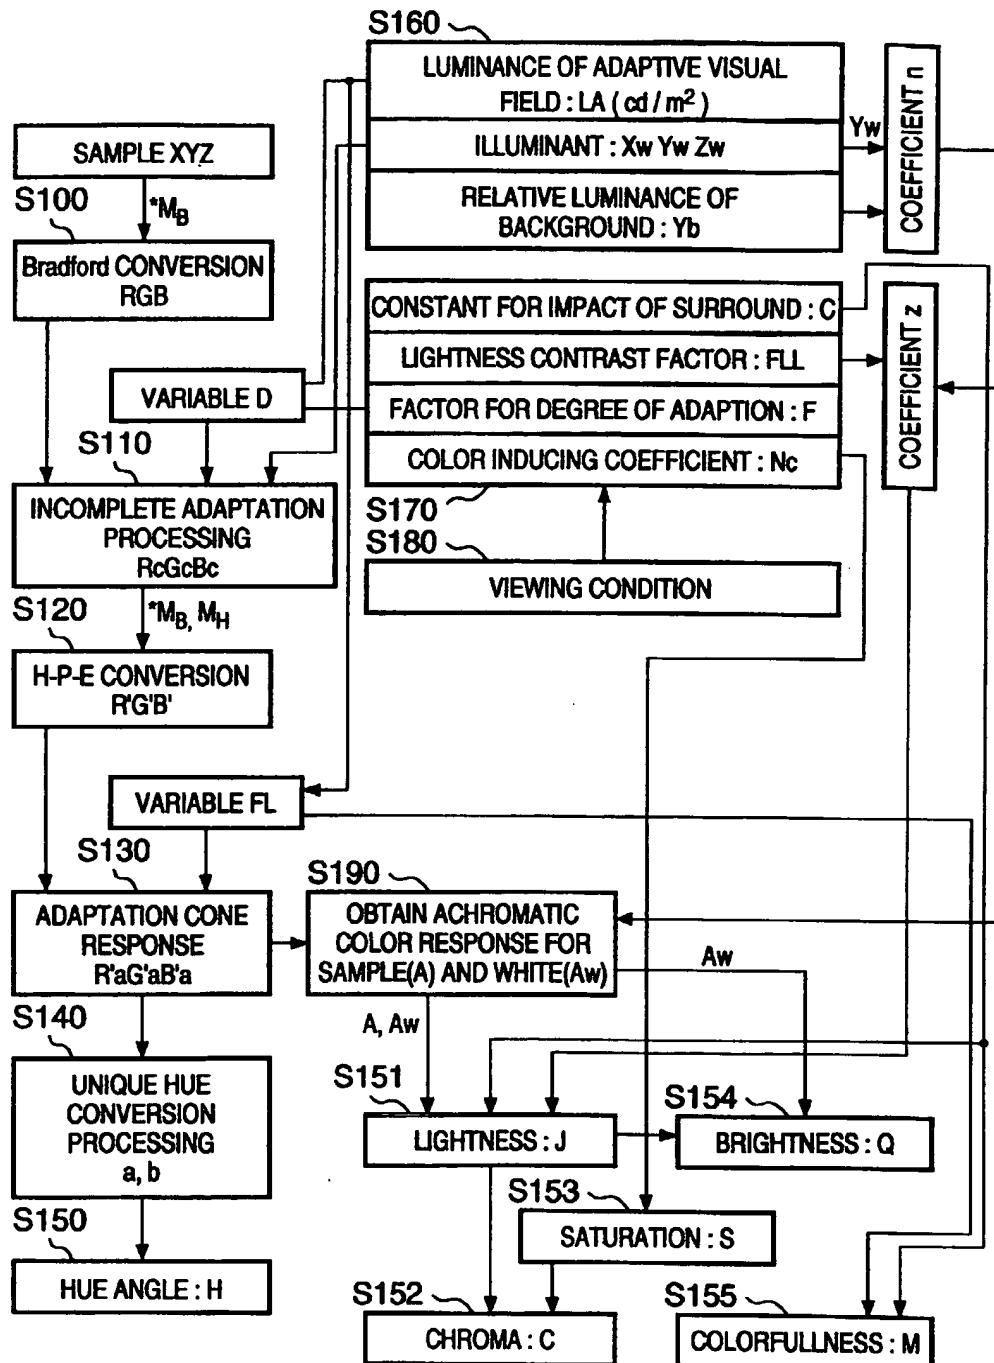 S160
LUMINANCE OF ADAPTIVE VISUAL
FIELD : LA ( cd / m² )
ILLUMINANT : Xw Yw Zw
RELATIVE LUMINANCE OF
BACKGROUND : Yb
Yw
COEFFICIENT n
SAMPLE XYZ
S100
*MB
Bradford CONVERSION
RGB
CONSTANT FOR IMPACT OF SURROUND : C
LIGHTNESS CONTRAST FACTOR : FLL
FACTOR FOR DEGREE OF ADAPTION : F
COLOR INDUCING COEFFICIENT : Nc
COEFFICIENT z
VARIABLE D
S110
S170
INCOMPLETE ADAPTATION
PROCESSING
RcGcBc
S180
VIEWING CONDITION
S120
*MB, MH
H-P-E CONVERSION
R'G'B'
VARIABLE FL
S130
ADAPTATION CONE
RESPONSE
R'aG'aB'a
S190
OBTAIN ACHROMATIC
COLOR RESPONSE FOR
SAMPLE(A) AND WHITE(Aw)
Aw
A, Aw
S140
UNIQUE HUE
CONVERSION
PROCESSING
a, b
S151
LIGHTNESS : J
S154
BRIGHTNESS : Q
S153
SATURATION : S
S150
HUE ANGLE : H
S152
CHROMA : C
S155
COLORFULLNESS : M